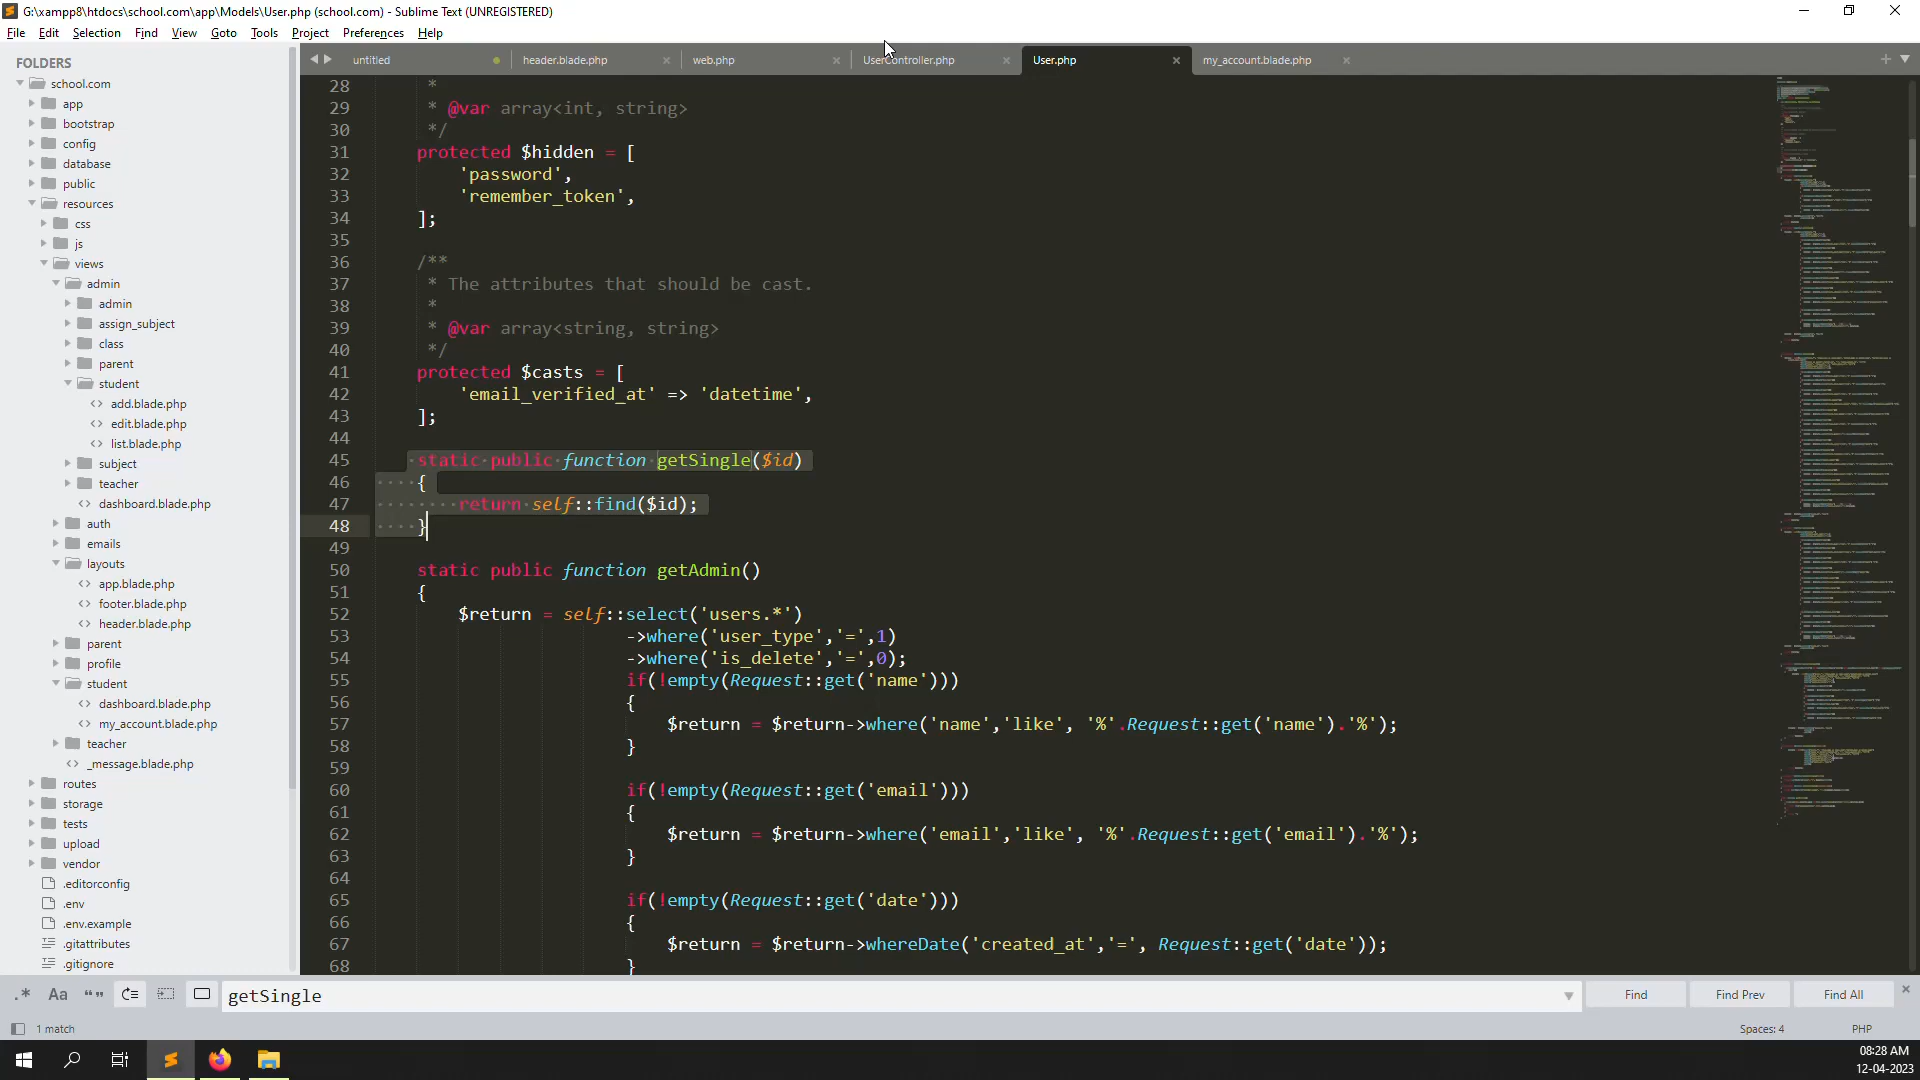 G:\xampp8\htdocs\school.com\app\Models\User.php (school.com) - Sublime Text (UNREGISTERED)
File Edit Selection Find View Goto Tools Project Preferences Help
FOLDERS
school.com
app
bootstrap
config
database
public
resources
css
js
views
admin
admin
assign_subject
class
parent
student
add.blade.php
edit.blade.php
list.blade.php
subject
teacher
dashboard.blade.php
auth
emails
layouts
app.blade.php
footer.blade.php
header.blade.php
parent
profile
student
dashboard.blade.php
my_account.blade.php
teacher
_message.blade.php
routes
storage
tests
upload
vendor
.editorconfig
.env
.env.example
.gitattributes
.gitignore
untitled header.blade.php web.php UserController.php User.php my_account.blade.php
28 *
29 * @var array<int, string>
30 */
31 protected $hidden = [
32 'password',
33 'remember_token',
34 ];
35
36 /**
37 * The attributes that should be cast.
38 *
39 * @var array<string, string>
40 */
41 protected $casts = [
42 'email_verified_at' => 'datetime',
43 ];
44
45 static public function getSingle($id)
46 {
47 return self::find($id);
48 }
49
50 static public function getAdmin()
51 {
52 $return = self::select('users.*')
53 ->where('user_type','=',1)
54 ->where('is_delete','=',0);
55 if(!empty(Request::get('name')))
56 {
57 $return = $return->where('name','like', '%'.Request::get('name').'%');
58 }
59
60 if(!empty(Request::get('email')))
61 {
62 $return = $return->where('email','like', '%'.Request::get('email').'%');
63 }
64
65 if(!empty(Request::get('date')))
66 {
67 $return = $return->whereDate('created_at','=', Request::get('date'));
68 }
.* Aa "" getSingle Find Find Prev Find All
1 match Spaces: 4 PHP
08:28 AM
12-04-2023